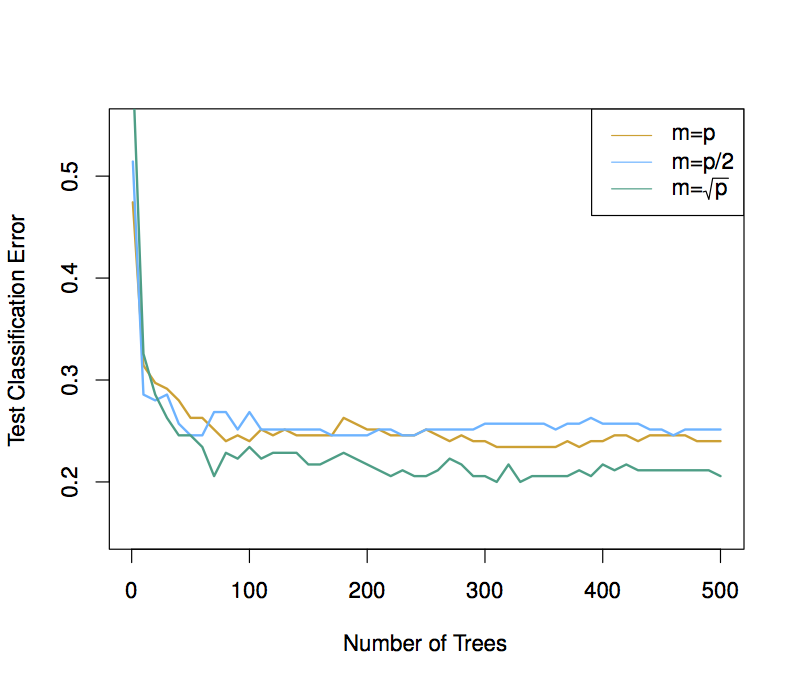 m=p
m=p/2
m=√p
Test Classification Error
0.5
0.4
0.3
0.2
0 100 200 300 400 500
Number of Trees